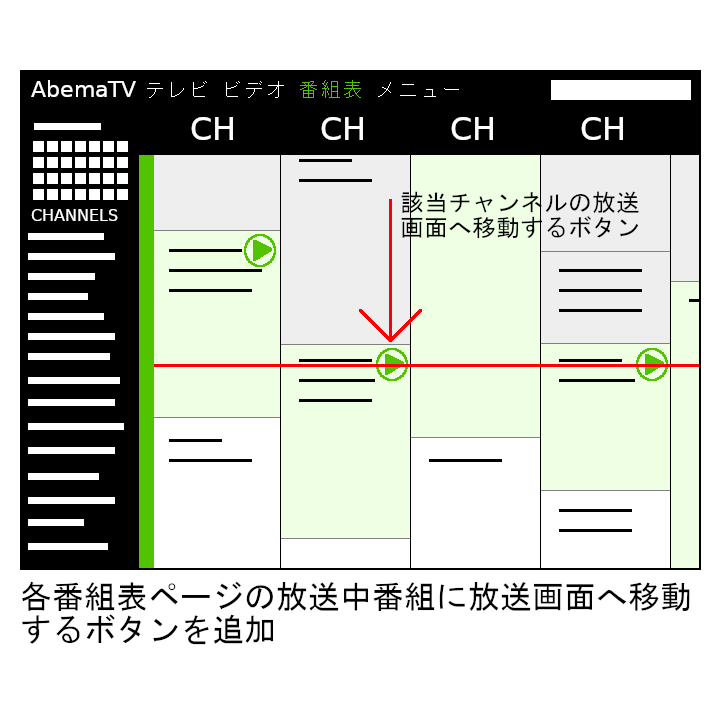 AbemaTV テレビ ビデオ 番組表 メニュー
CH CH CH CH
CHANNELS
該当チャンネルの放送
画面へ移動するボタン
各番組表ページの放送中番組に放送画面へ移動
するボタンを追加